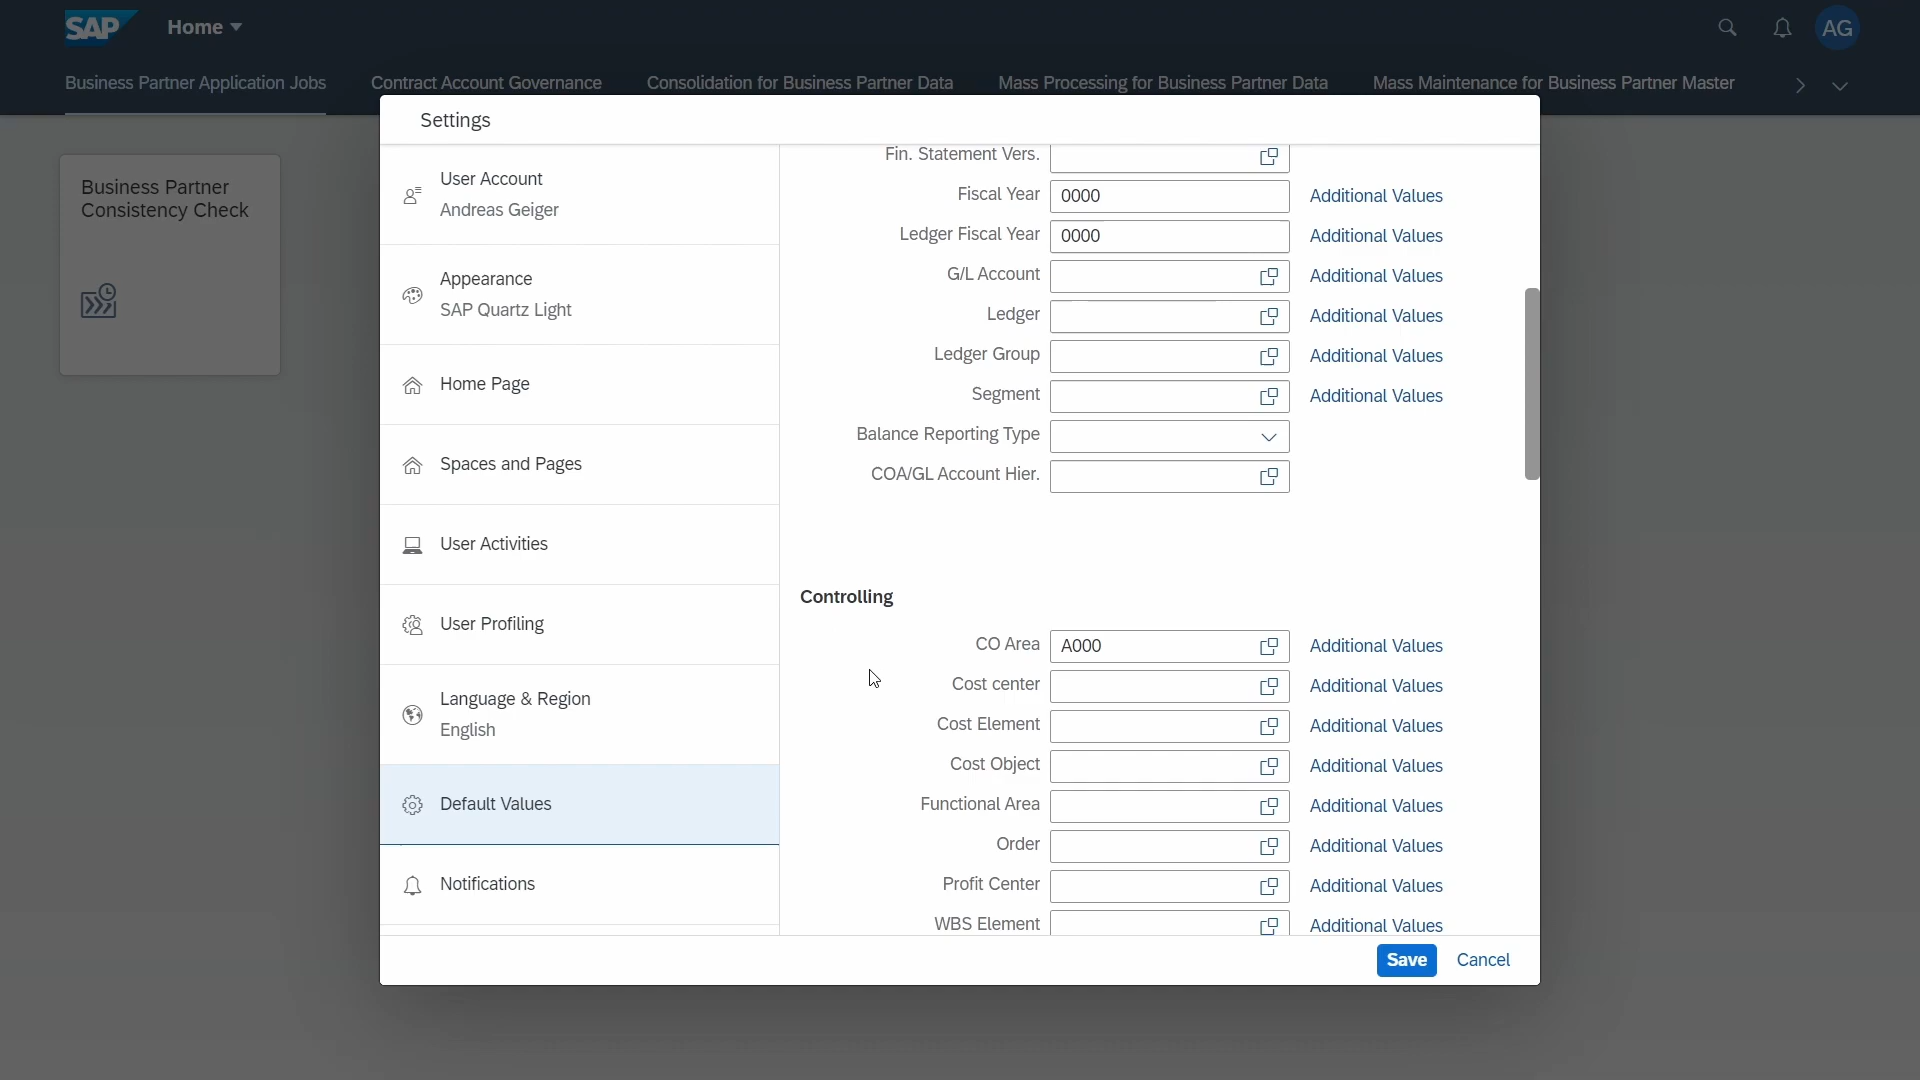 SAP Home AG
Business Partner Application Jobs Contract Account Governance Consolidation for Business Partner Data Mass Processing for Business Partner Data Mass Maintenance for Business Partner Master
Business Partner
Consistency Check
Settings
User Account
Andreas Geiger
Appearance
SAP Quartz Light
Home Page
Spaces and Pages
User Activities
User Profiling
Language & Region
English
Default Values
Notifications
Fin. Statement Vers.
Fiscal Year 0000 Additional Values
Ledger Fiscal Year 0000 Additional Values
G/L Account Additional Values
Ledger Additional Values
Ledger Group Additional Values
Segment Additional Values
Balance Reporting Type
COA/GL Account Hier.
Controlling
CO Area A000 Additional Values
Cost center Additional Values
Cost Element Additional Values
Cost Object Additional Values
Functional Area Additional Values
Order Additional Values
Profit Center Additional Values
WBS Element Additional Values
Save Cancel